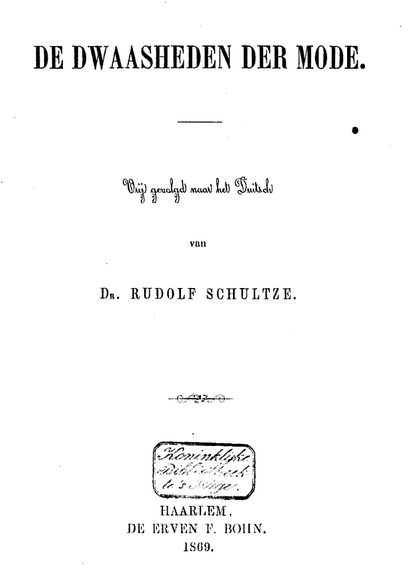 DE DWAASHEDEN DER MODE.
Vrij gevolgd naar het Duitsch
van
DR. RUDOLF SCHULTZE.
Koninklijke
Bibliotheek
te 's Hage.
HAARLEM,
DE ERVEN F. BOHN.
1869.